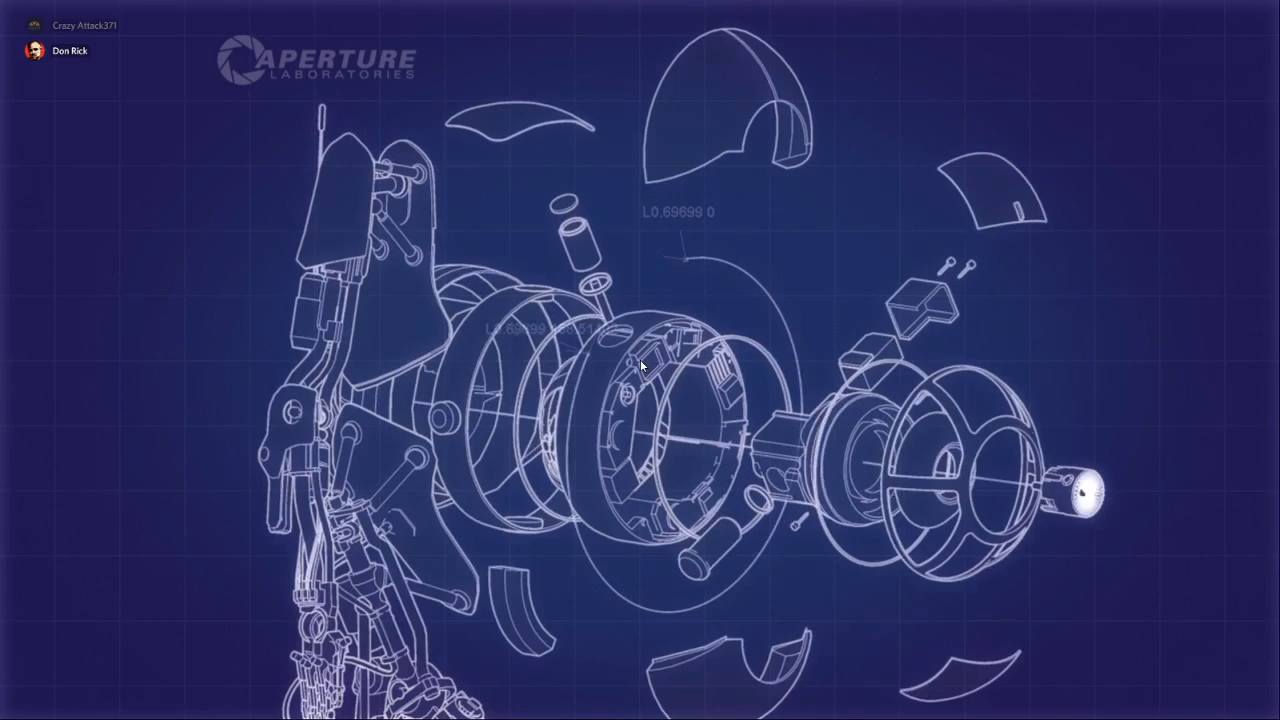 Crazy Attack371
Don Rick
APERTURE
LABORATORIES
L0.69699 0